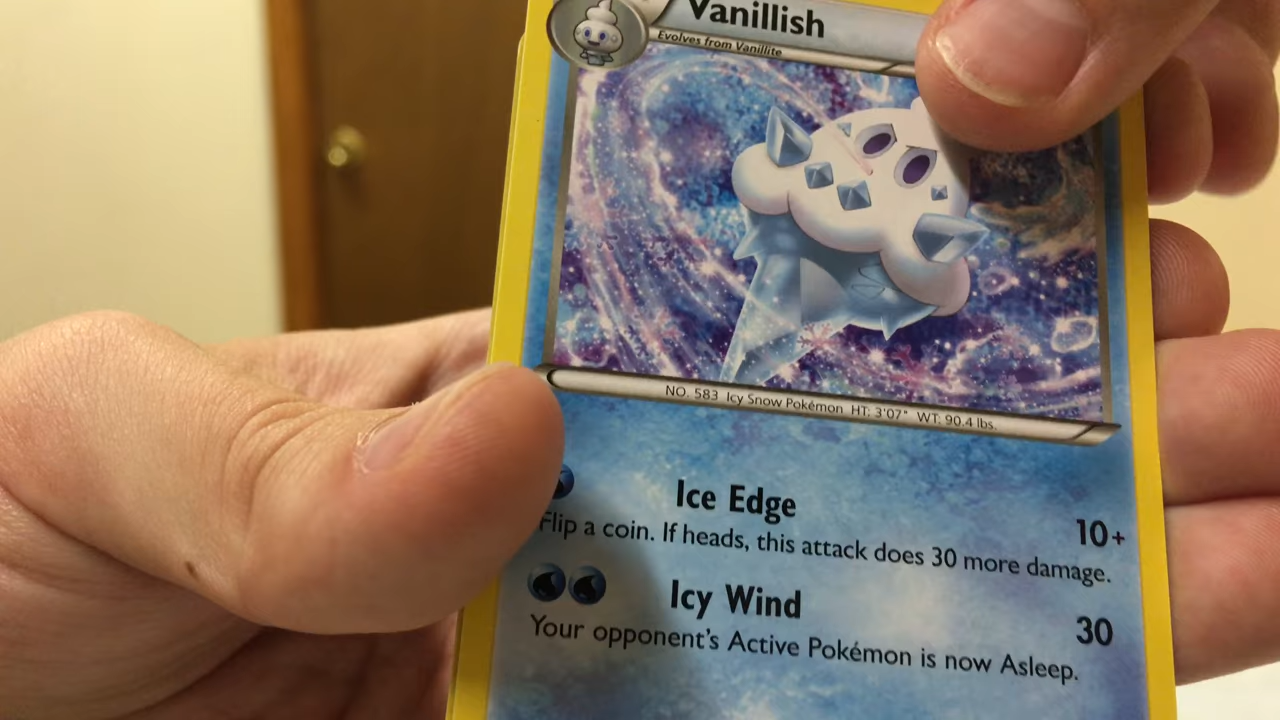 Vanillish
Evolves from Vanillite
NO. 583 Icy Snow Pokémon HT: 3'07" WT: 90.4 lbs.
Ice Edge 10+
Flip a coin. If heads, this attack does 30 more damage.
Icy Wind 30
Your opponent's Active Pokémon is now Asleep.